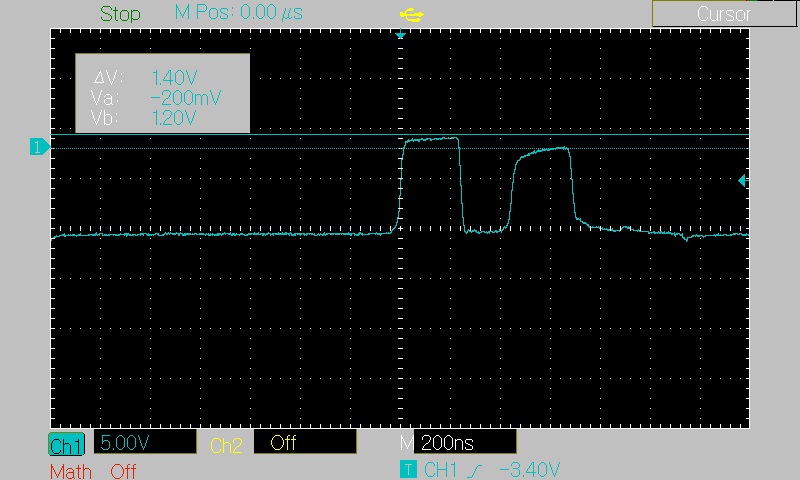 Stop M Pos: 0.00 μs Cursor
ΔV: 1.40V
Va: -200mV
Vb: 1.20V
1
Ch1 5.00V Ch2 Off M 200ns
Math Off T CH1 -3.40V